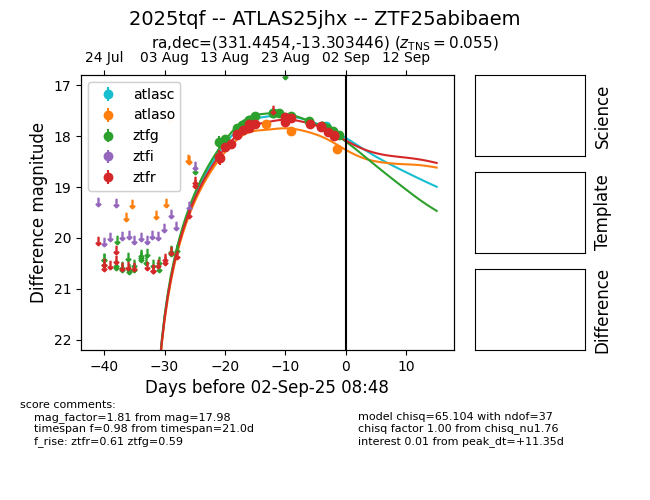 2025tqf -- ATLAS25jhx -- ZTF25abibaem
ra,dec=(331.4454,-13.303446) (z_TNS = 0.055)
24 Jul 03 Aug 13 Aug 23 Aug 02 Sep 12 Sep
17
18
19
20
21
22
Difference magnitude
atlasc
atlaso
ztfg
ztfi
ztfr
−40 −30 −20 −10 0 10
Days before 02-Sep-25 08:48
Science
Template
Difference
score comments:
mag_factor=1.81 from mag=17.98
timespan f=0.98 from timespan=21.0d
f_rise: ztfr=0.61 ztfg=0.59
model chisq=65.104 with ndof=37
chisq factor 1.00 from chisq_nu1.76
interest 0.01 from peak_dt=+11.35d